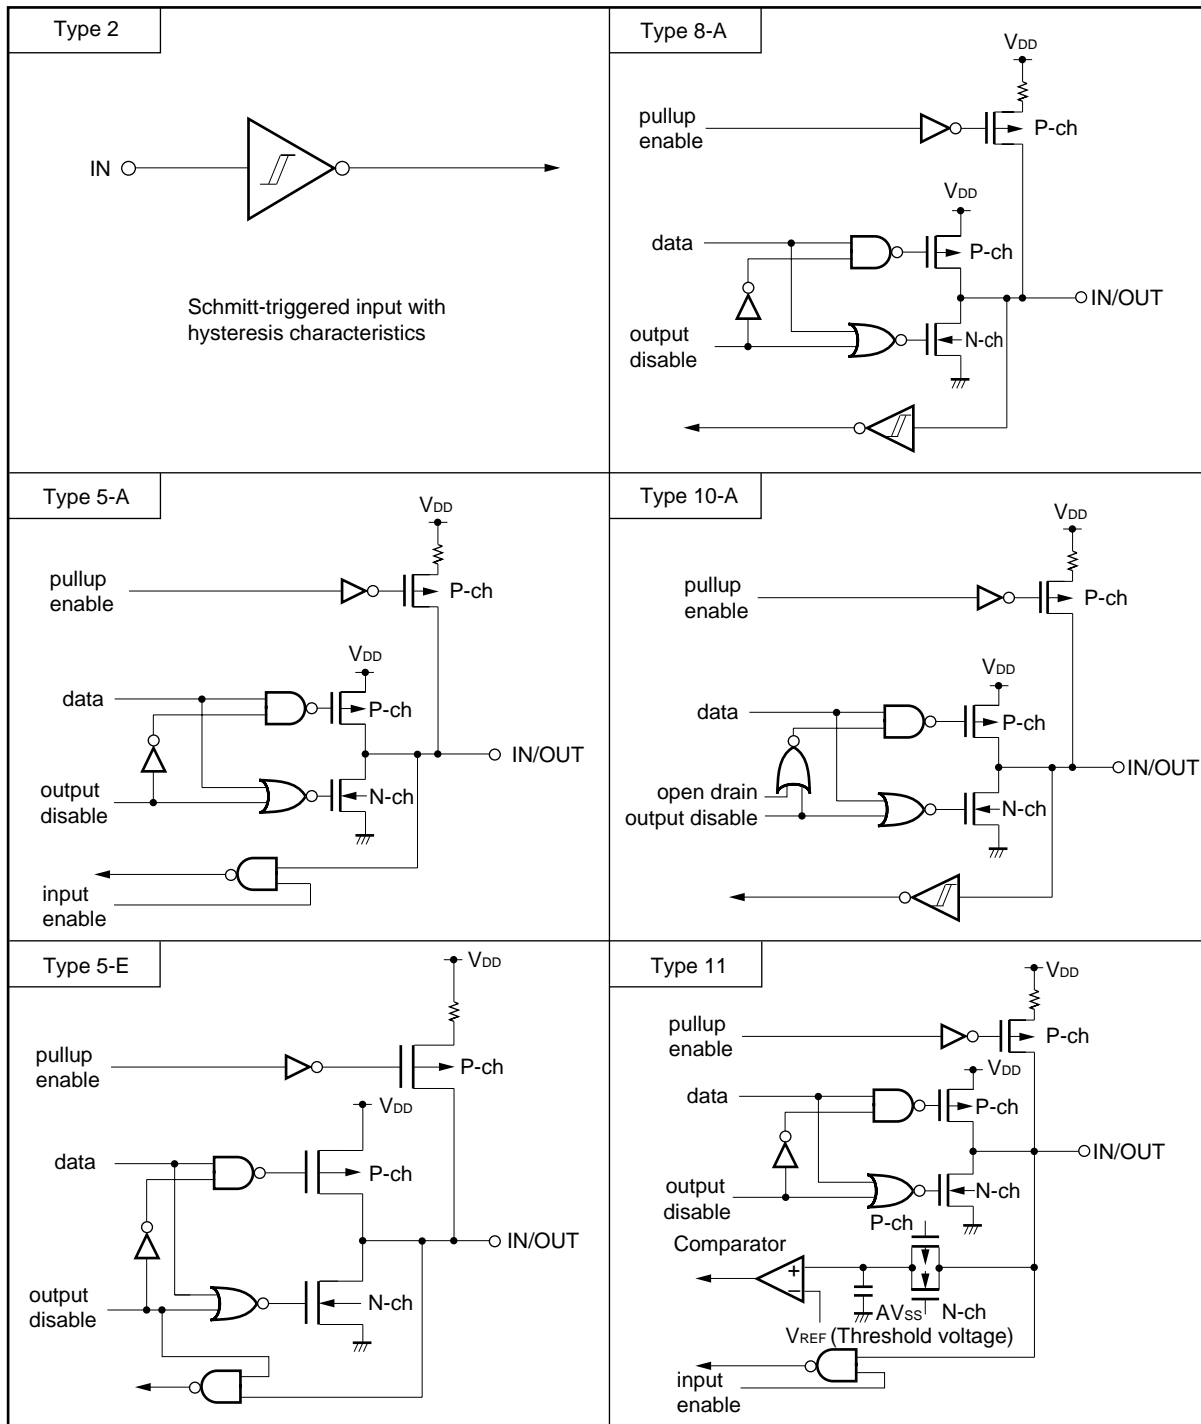 Type 2
IN
Schmitt-triggered input with
hysteresis characteristics
Type 8-A
VDD
pullup
enable
P-ch
VDD
data
P-ch
IN/OUT
output
disable
N-ch
Type 5-A
VDD
pullup
enable
P-ch
VDD
data
P-ch
IN/OUT
output
disable
N-ch
input
enable
Type 10-A
VDD
pullup
enable
P-ch
VDD
data
P-ch
IN/OUT
open drain
output disable
N-ch
Type 5-E
VDD
pullup
enable
P-ch
VDD
data
P-ch
IN/OUT
output
disable
N-ch
Type 11
VDD
pullup
enable
P-ch
VDD
data
P-ch
IN/OUT
output
disable
N-ch
P-ch
Comparator
+
−
AVSS
N-ch
VREF (Threshold voltage)
input
enable